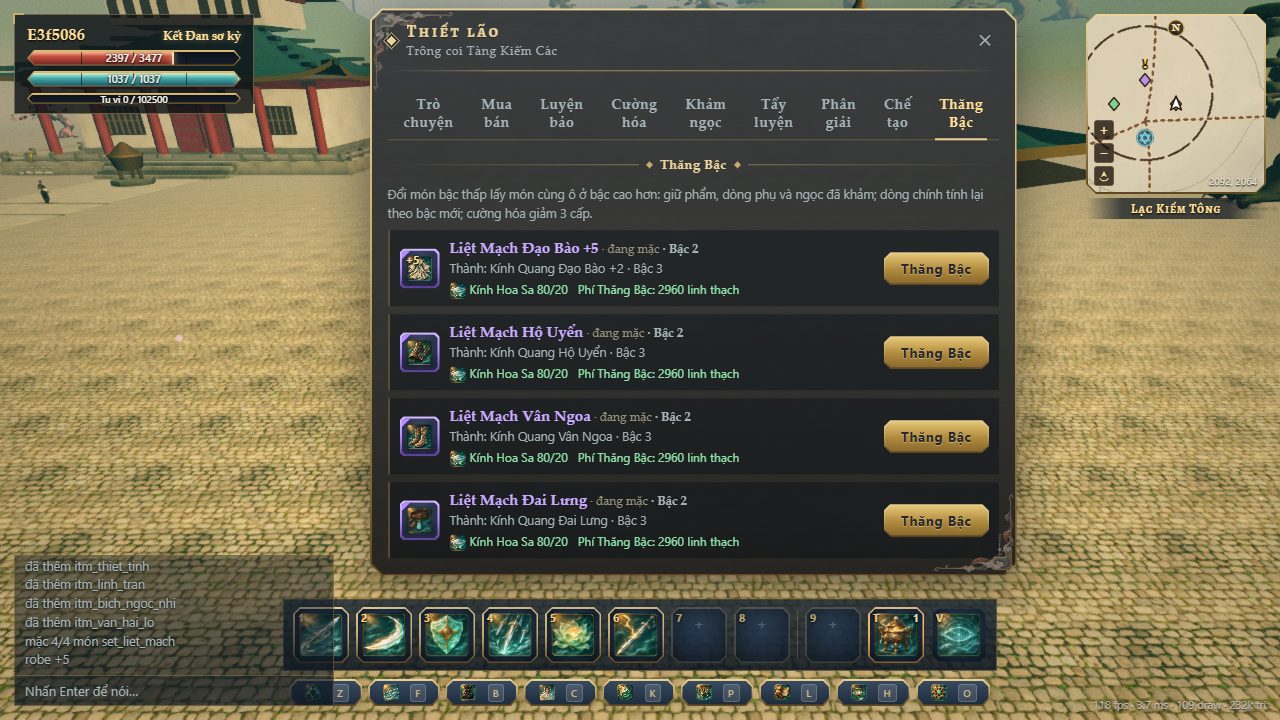 E3f5086
Kết Đan sơ kỳ
2397 / 3477
1037 / 1037
Tu vi 0 / 102500
Thiết lão
Trông coi Tàng Kiếm Các
Trò chuyện
Mua bán
Luyện bảo
Cường hóa
Khảm ngọc
Tẩy luyện
Phân giải
Chế tạo
Thăng Bậc
Thăng Bậc
Đổi món bậc thấp lấy món cùng ô ở bậc cao hơn: giữ phẩm, dòng phụ và ngọc đã khảm; dòng chính tính lại
theo bậc mới; cường hóa giảm 3 cấp.
+5
Liệt Mạch Đạo Bào +5 · đang mặc · Bậc 2
Thành: Kính Quang Đạo Bào +2 · Bậc 3
Kính Hoa Sa 80/20 Phí Thăng Bậc: 2960 linh thạch
Thăng Bậc
Liệt Mạch Hộ Uyển · đang mặc · Bậc 2
Thành: Kính Quang Hộ Uyển · Bậc 3
Kính Hoa Sa 80/20 Phí Thăng Bậc: 2960 linh thạch
Thăng Bậc
Liệt Mạch Vân Ngoa · đang mặc · Bậc 2
Thành: Kính Quang Vân Ngoa · Bậc 3
Kính Hoa Sa 80/20 Phí Thăng Bậc: 2960 linh thạch
Thăng Bậc
Liệt Mạch Đai Lưng · đang mặc · Bậc 2
Thành: Kính Quang Đai Lưng · Bậc 3
Kính Hoa Sa 80/20 Phí Thăng Bậc: 2960 linh thạch
Thăng Bậc
N
2092, 2064
Lạc Kiếm Tông
đã thêm itm_thiet_tinh
đã thêm itm_linh_tran
đã thêm itm_bich_ngoc_nhi
đã thêm itm_van_hai_lo
mặc 4/4 món set_liet_mach
robe +5
Nhấn Enter để nói...
1 2 3 4 5 6 7 8 9 T 1 V
Z F B C K P L H O
118 fps · 3.7 ms · 109 draw · 232k tri